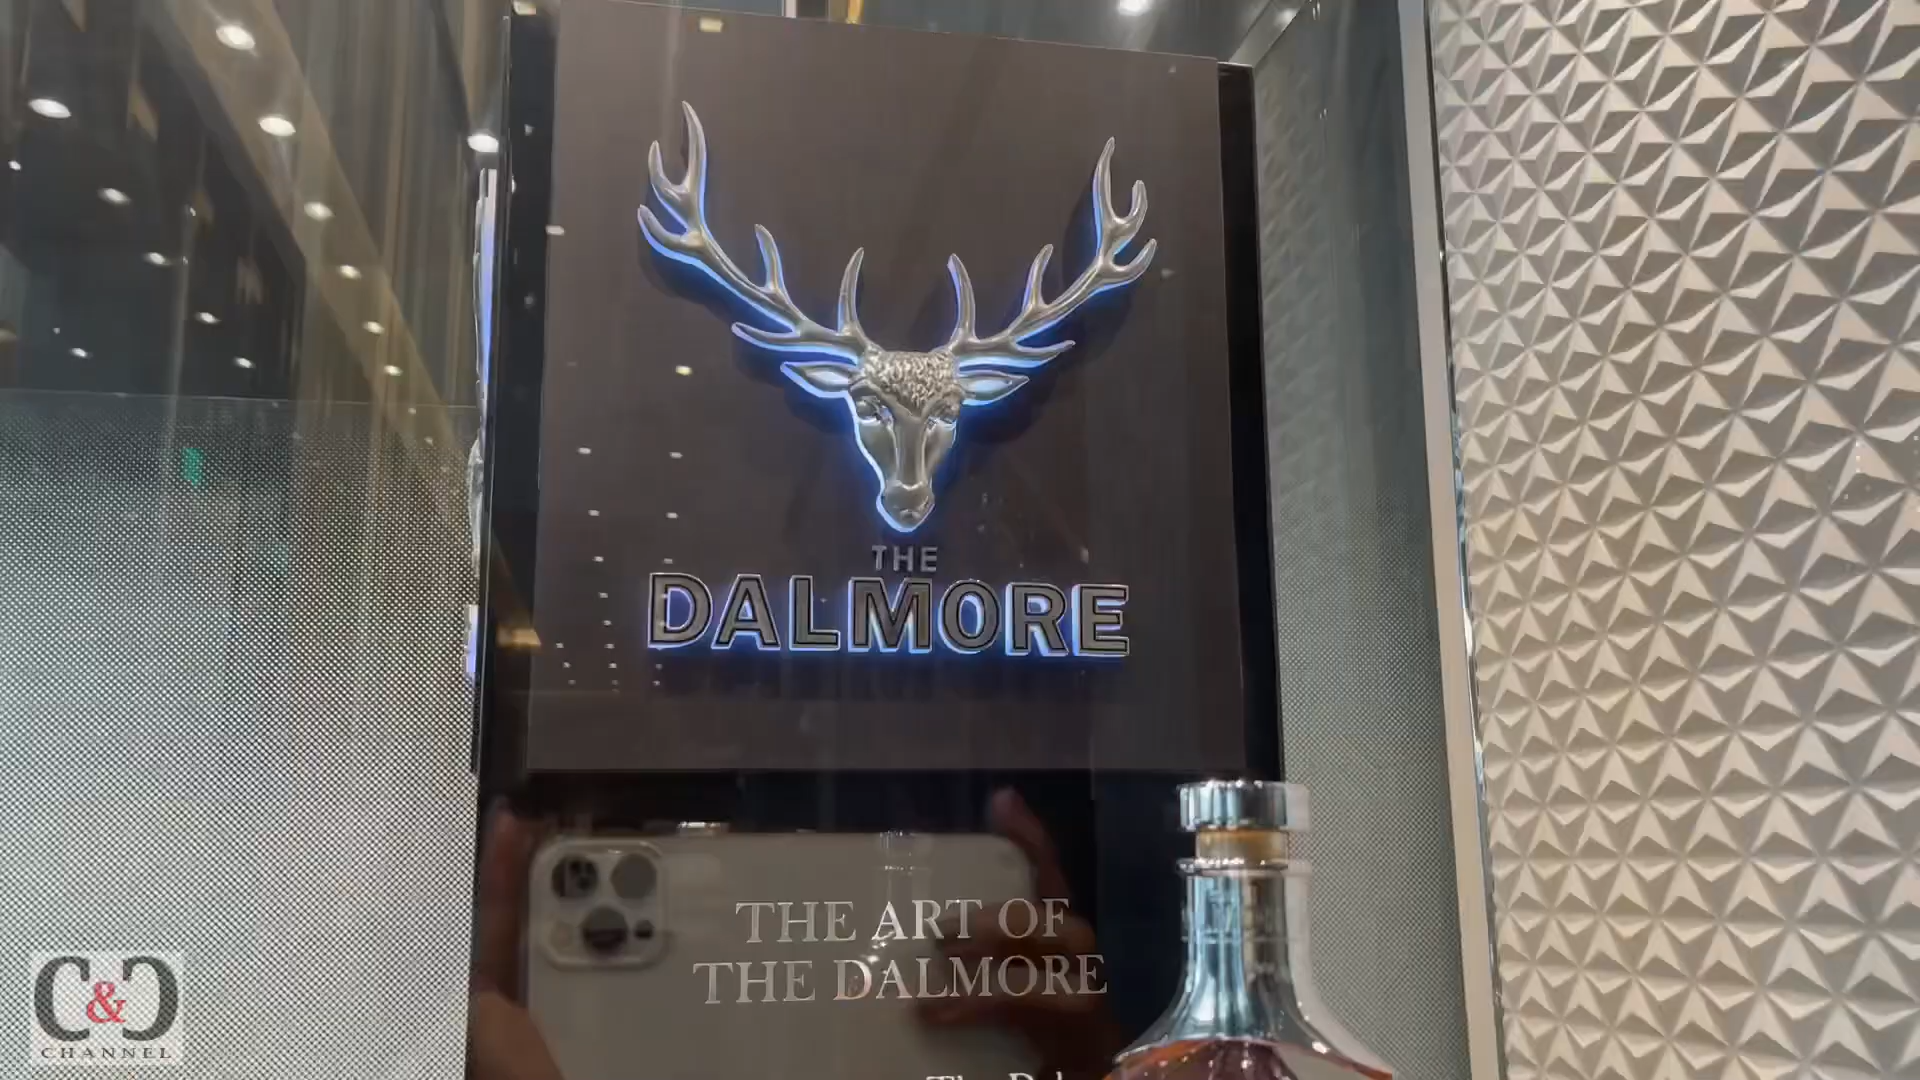 THE
DALMORE
THE ART OF
THE DALMORE
C&C
CHANNEL